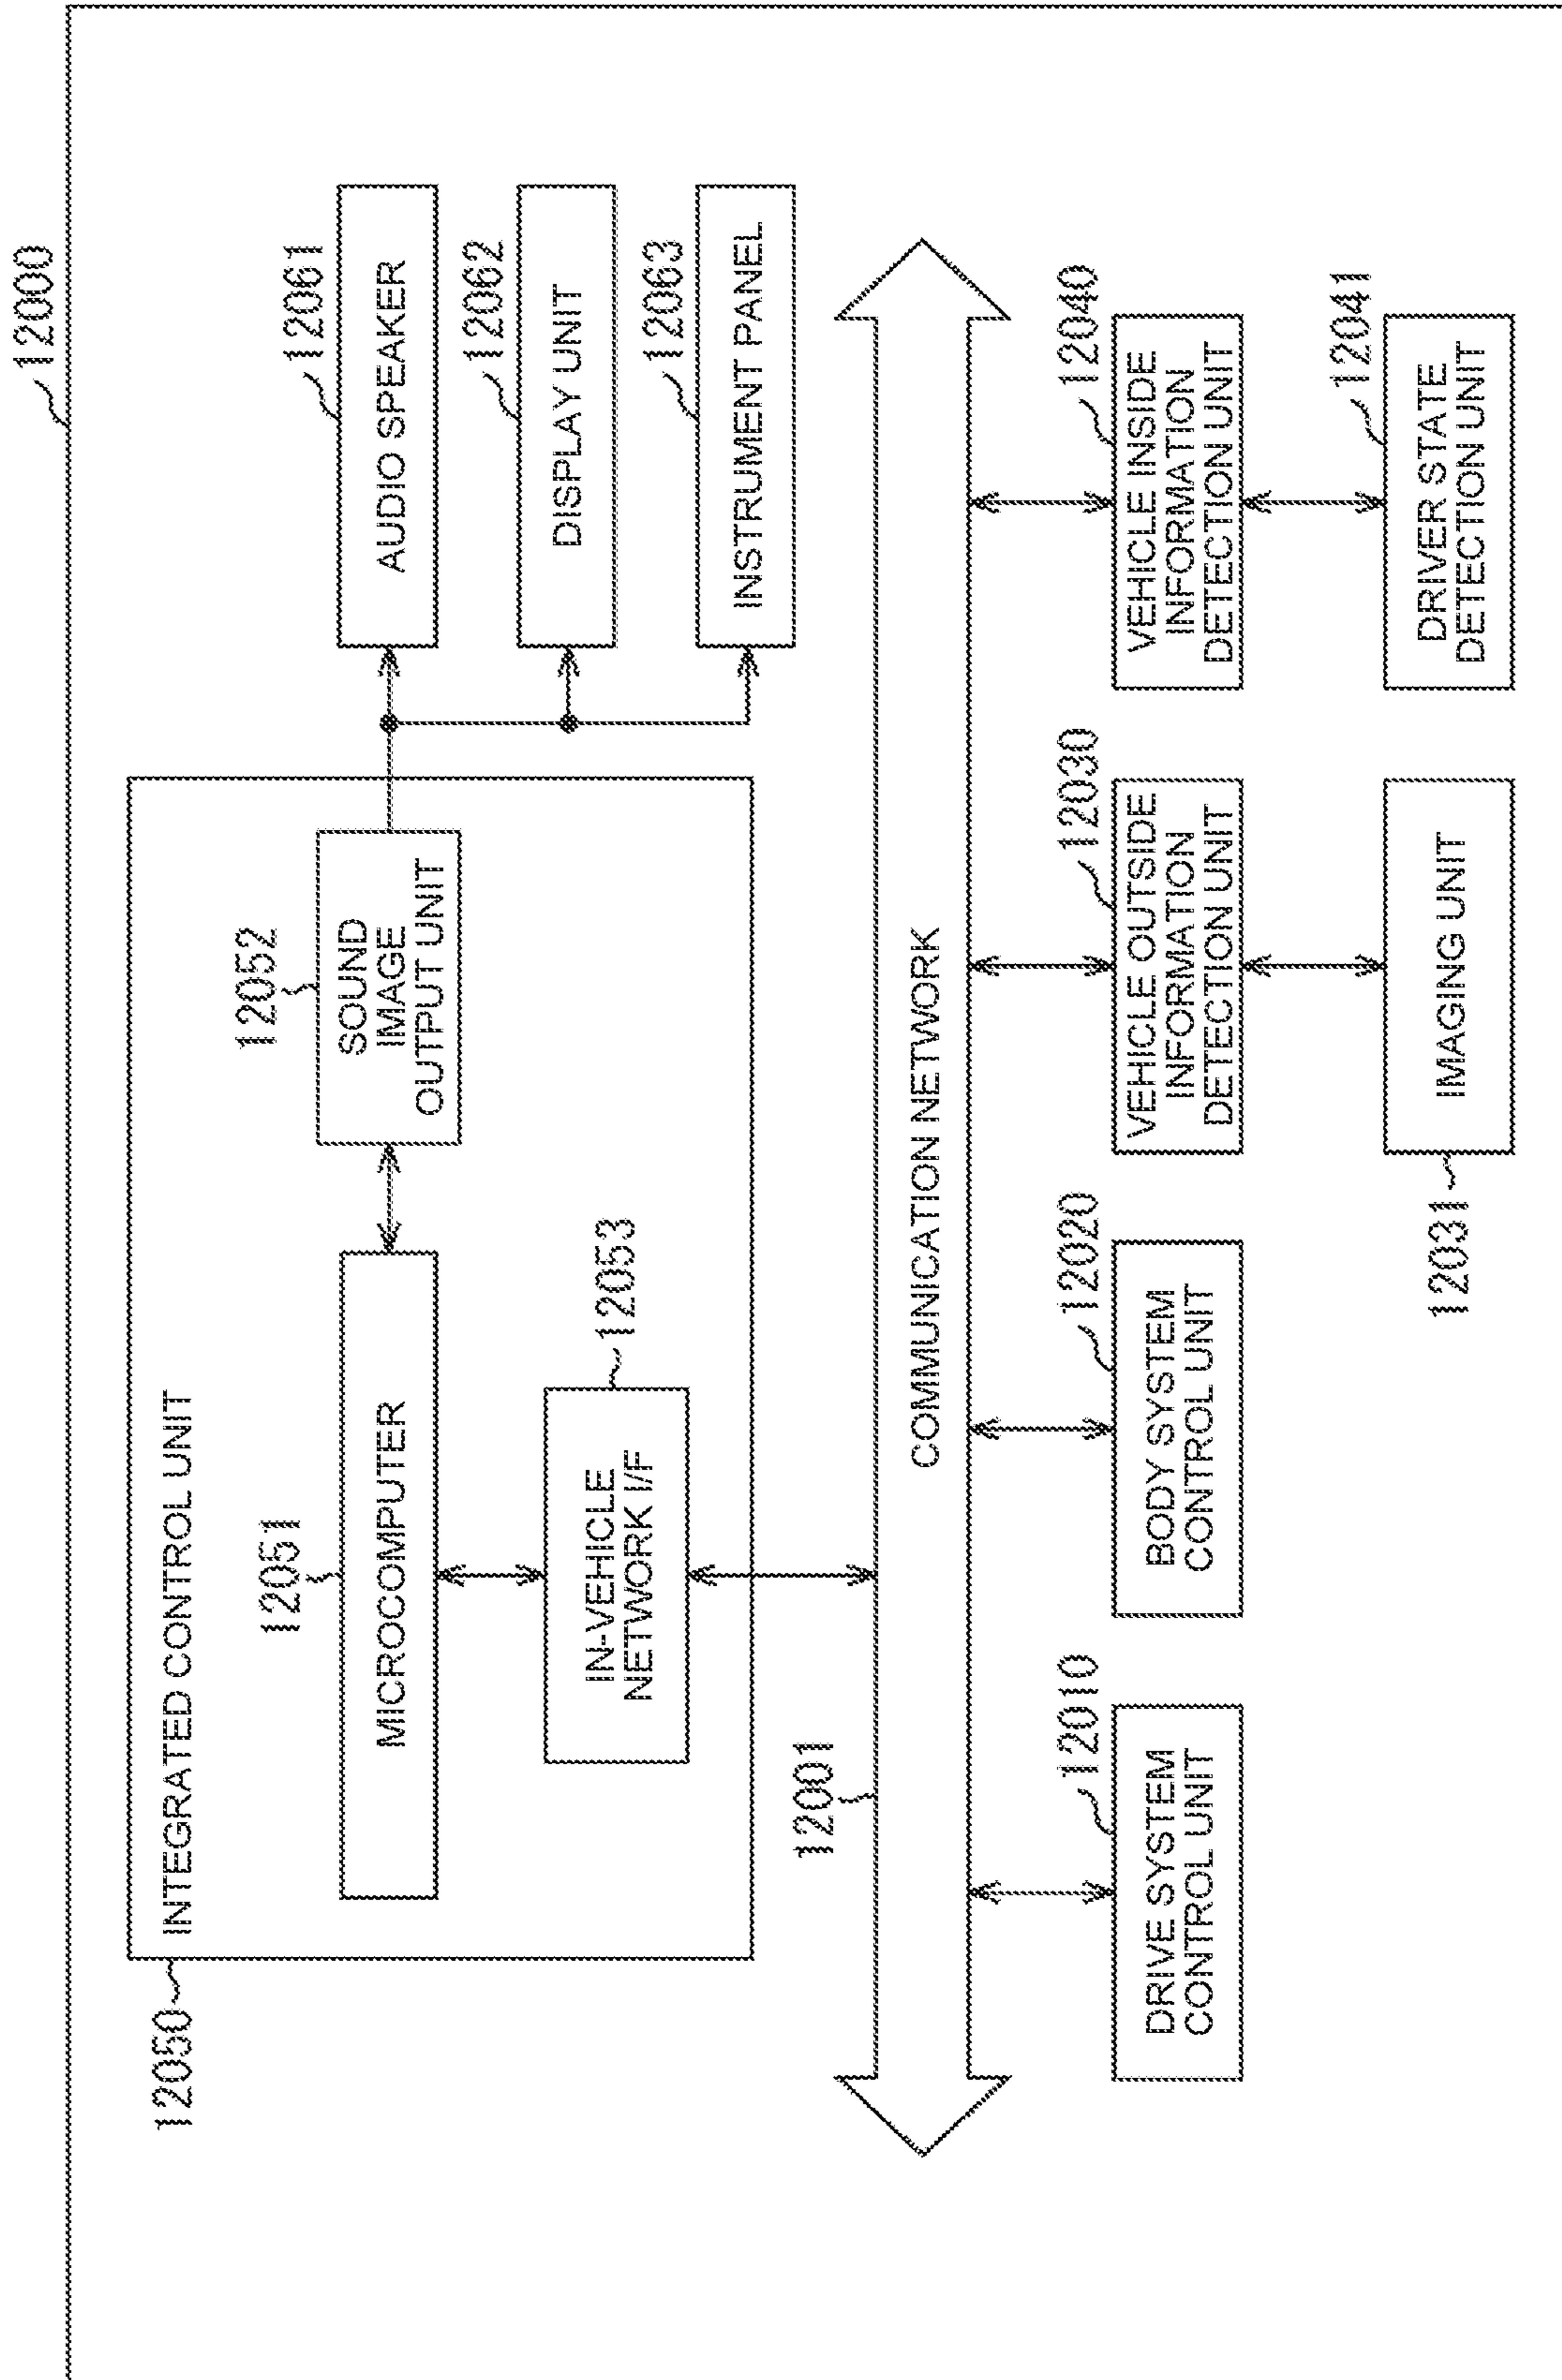 12000
12050
INTEGRATED CONTROL UNIT
12051
MICROCOMPUTER
12052
SOUND
IMAGE
OUTPUT UNIT
12053
IN-VEHICLE
NETWORK I/F
12061
AUDIO SPEAKER
12062
DISPLAY UNIT
12063
INSTRUMENT PANEL
12001
COMMUNICATION NETWORK
12010
DRIVE SYSTEM
CONTROL UNIT
12020
BODY SYSTEM
CONTROL UNIT
12030
VEHICLE OUTSIDE
INFORMATION
DETECTION UNIT
12040
VEHICLE INSIDE
INFORMATION
DETECTION UNIT
12031
IMAGING UNIT
12041
DRIVER STATE
DETECTION UNIT